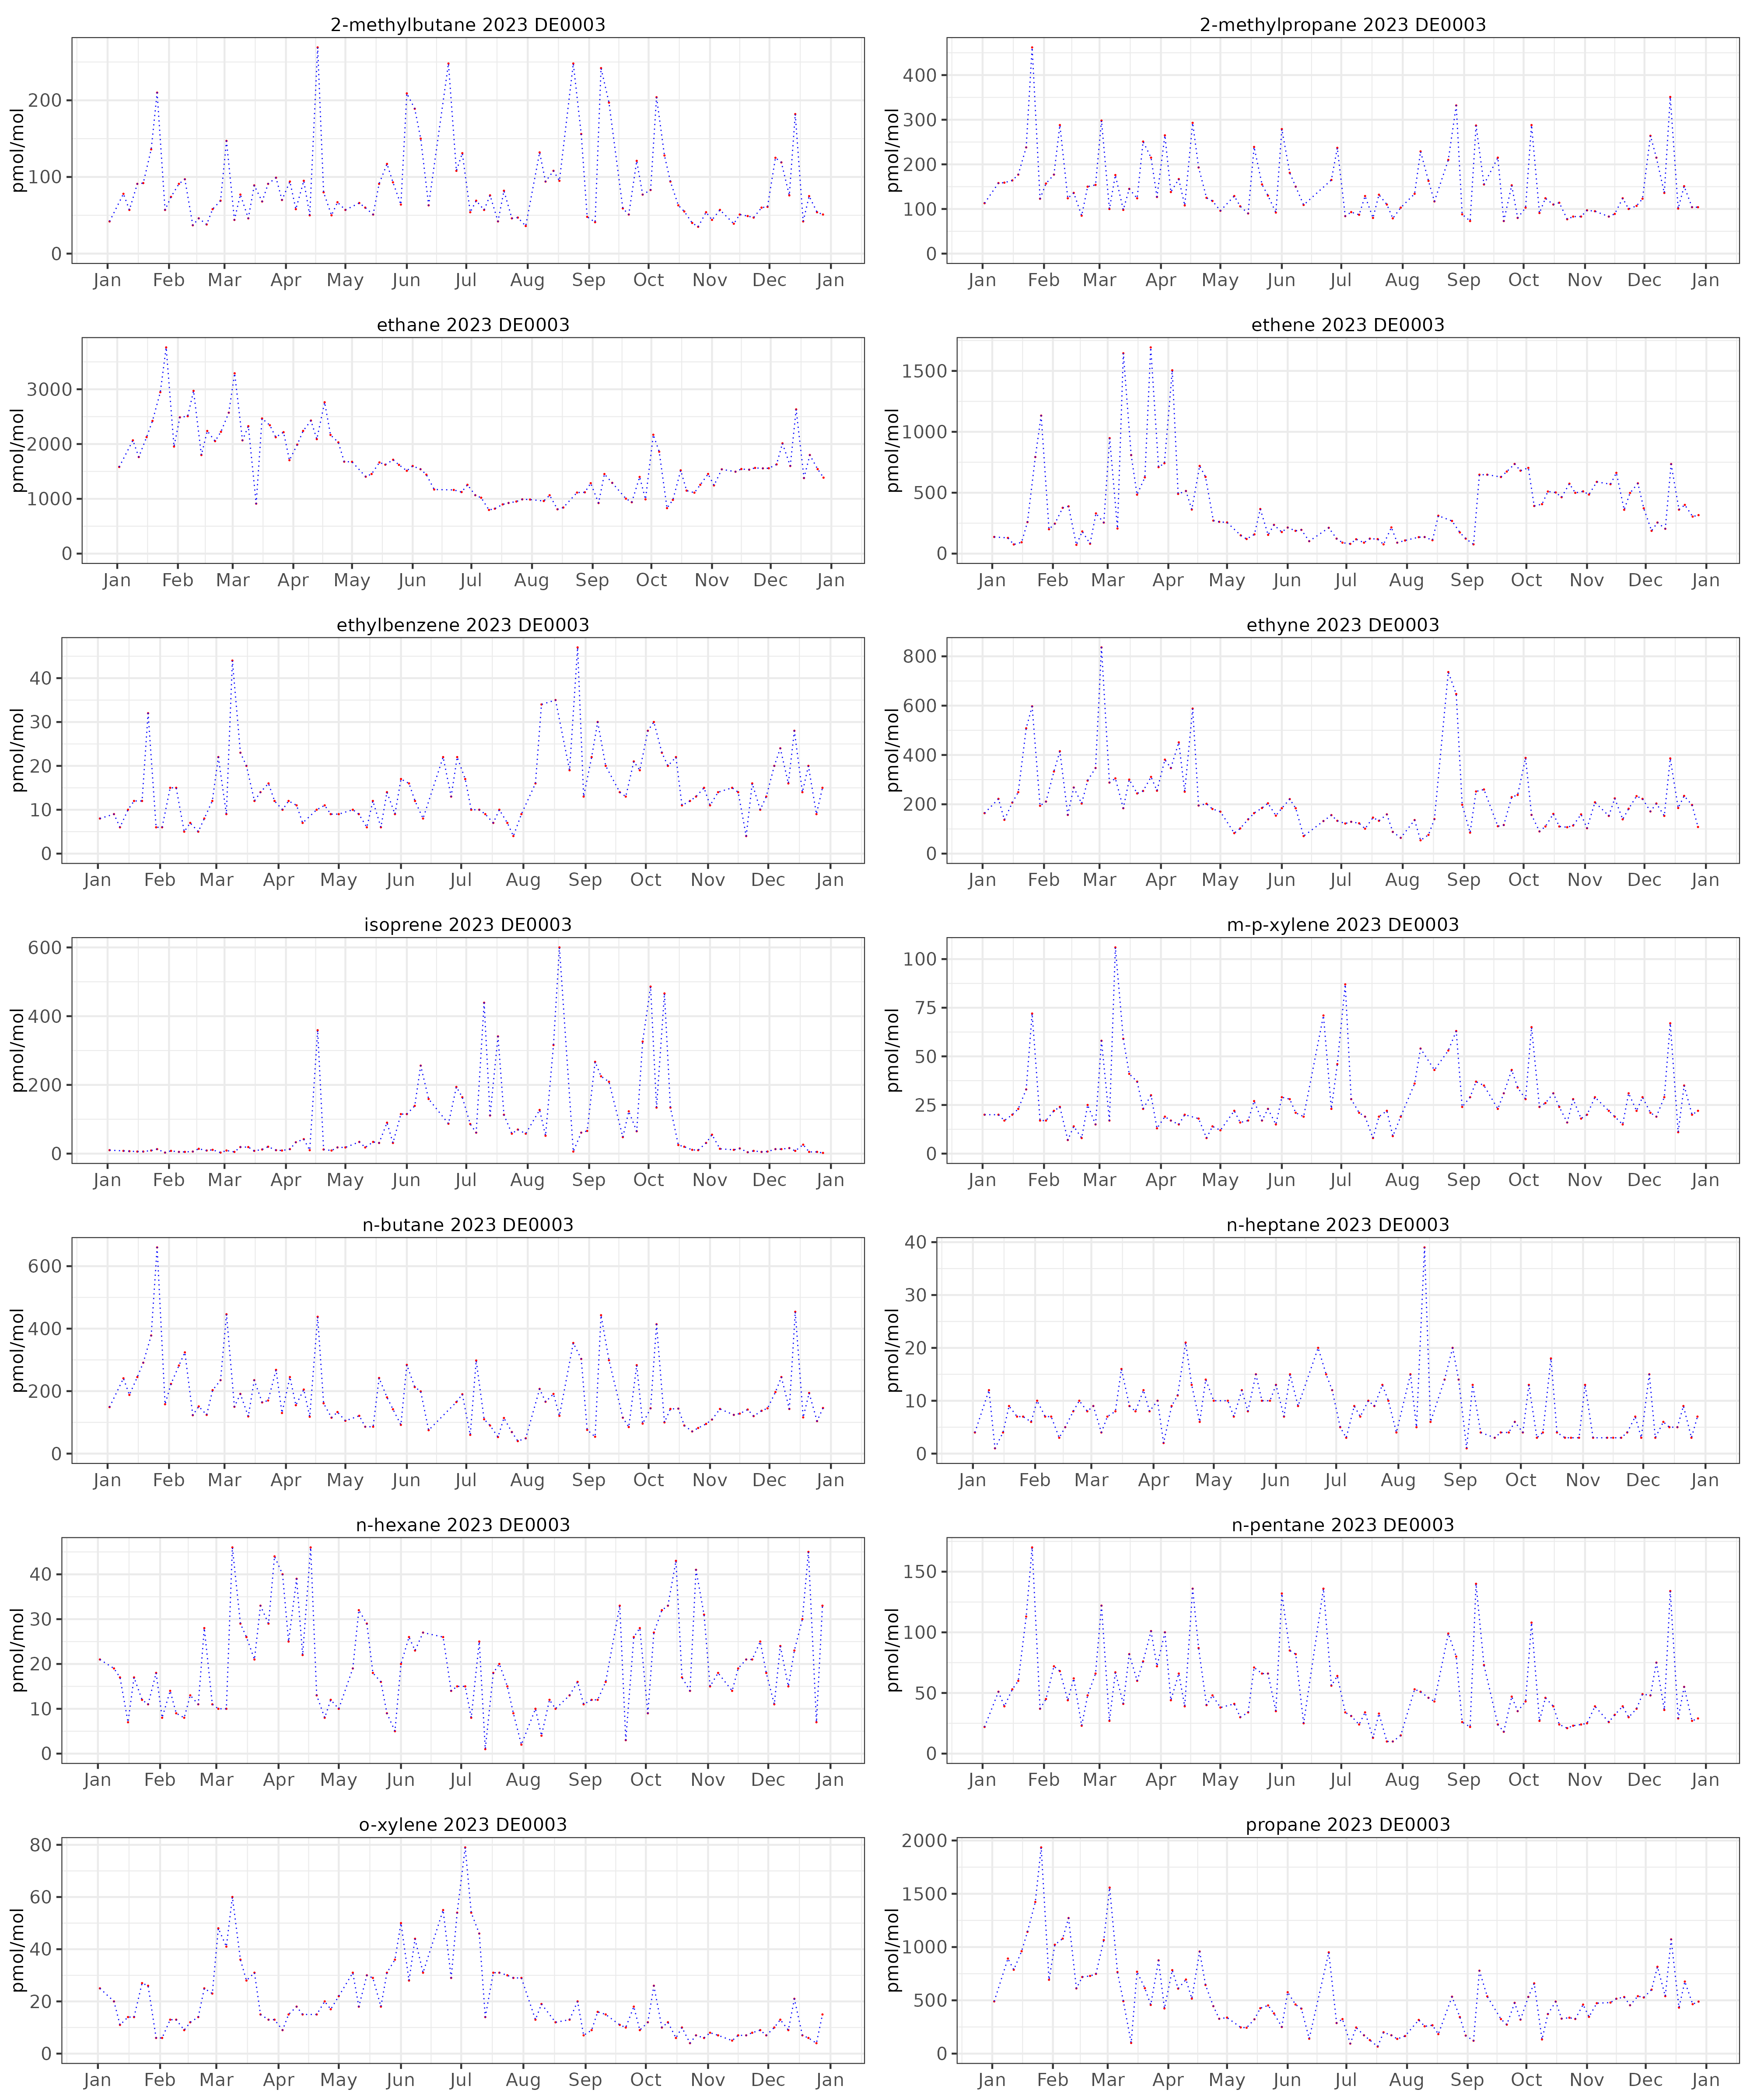 2-methylbutane 2023 DE0003
pmol/mol
200
100
0
Jan Feb Mar Apr May Jun Jul Aug Sep Oct Nov Dec Jan
2-methylpropane 2023 DE0003
pmol/mol
400
300
200
100
0
Jan Feb Mar Apr May Jun Jul Aug Sep Oct Nov Dec Jan
ethane 2023 DE0003
pmol/mol
3000
2000
1000
0
Jan Feb Mar Apr May Jun Jul Aug Sep Oct Nov Dec Jan
ethene 2023 DE0003
pmol/mol
1500
1000
500
0
Jan Feb Mar Apr May Jun Jul Aug Sep Oct Nov Dec Jan
ethylbenzene 2023 DE0003
pmol/mol
40
30
20
10
0
Jan Feb Mar Apr May Jun Jul Aug Sep Oct Nov Dec Jan
ethyne 2023 DE0003
pmol/mol
800
600
400
200
0
Jan Feb Mar Apr May Jun Jul Aug Sep Oct Nov Dec Jan
isoprene 2023 DE0003
pmol/mol
600
400
200
0
Jan Feb Mar Apr May Jun Jul Aug Sep Oct Nov Dec Jan
m-p-xylene 2023 DE0003
pmol/mol
100
75
50
25
0
Jan Feb Mar Apr May Jun Jul Aug Sep Oct Nov Dec Jan
n-butane 2023 DE0003
pmol/mol
600
400
200
0
Jan Feb Mar Apr May Jun Jul Aug Sep Oct Nov Dec Jan
n-heptane 2023 DE0003
pmol/mol
40
30
20
10
0
Jan Feb Mar Apr May Jun Jul Aug Sep Oct Nov Dec Jan
n-hexane 2023 DE0003
pmol/mol
40
30
20
10
0
Jan Feb Mar Apr May Jun Jul Aug Sep Oct Nov Dec Jan
n-pentane 2023 DE0003
pmol/mol
150
100
50
0
Jan Feb Mar Apr May Jun Jul Aug Sep Oct Nov Dec Jan
o-xylene 2023 DE0003
pmol/mol
80
60
40
20
0
Jan Feb Mar Apr May Jun Jul Aug Sep Oct Nov Dec Jan
propane 2023 DE0003
pmol/mol
2000
1500
1000
500
0
Jan Feb Mar Apr May Jun Jul Aug Sep Oct Nov Dec Jan